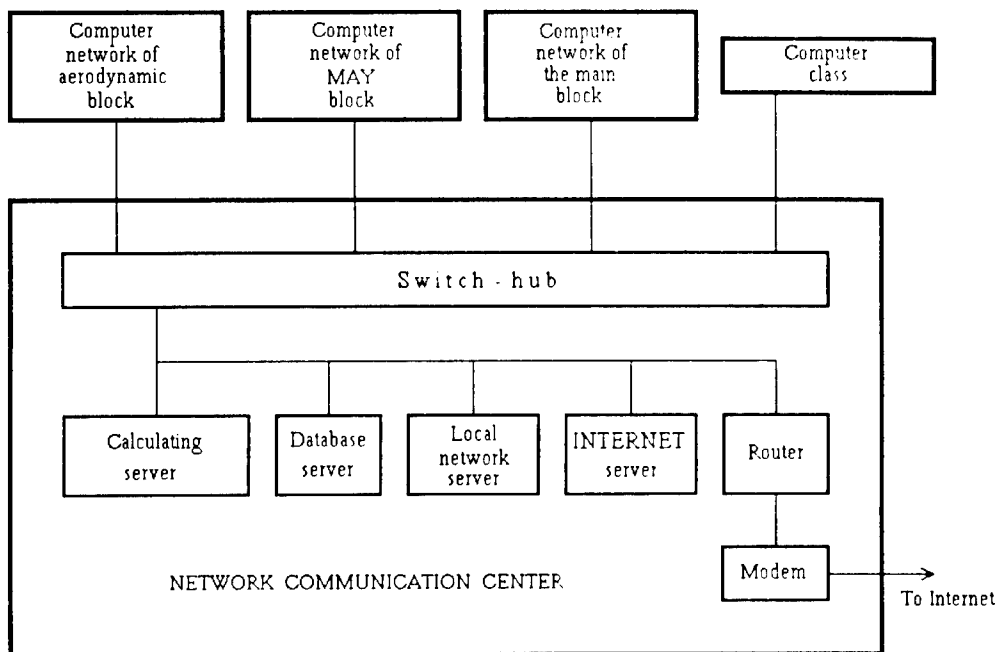 Computer
network of
aerodynamic
block
Computer
network of
MAY
block
Computer
network of
the main
block
Computer
class
Switch - hub
Calculating
server
Database
server
Local
network
server
INTERNET
server
Router
Modem
NETWORK COMMUNICATION CENTER
To Internet